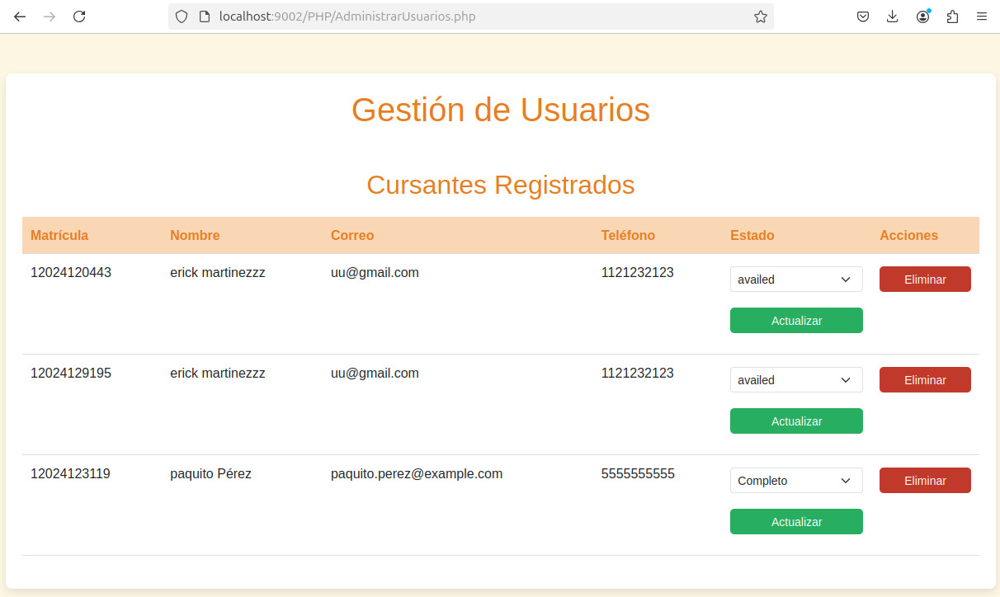 localhost:9002/PHP/AdministrarUsuarios.php
Gestión de Usuarios
Cursantes Registrados
Matrícula Nombre Correo Teléfono Estado Acciones
12024120443 erick martinezzz uu@gmail.com 1121232123 availed Eliminar
Actualizar
12024129195 erick martinezzz uu@gmail.com 1121232123 availed Eliminar
Actualizar
12024123119 paquito Pérez paquito.perez@example.com 5555555555 Completo Eliminar
Actualizar